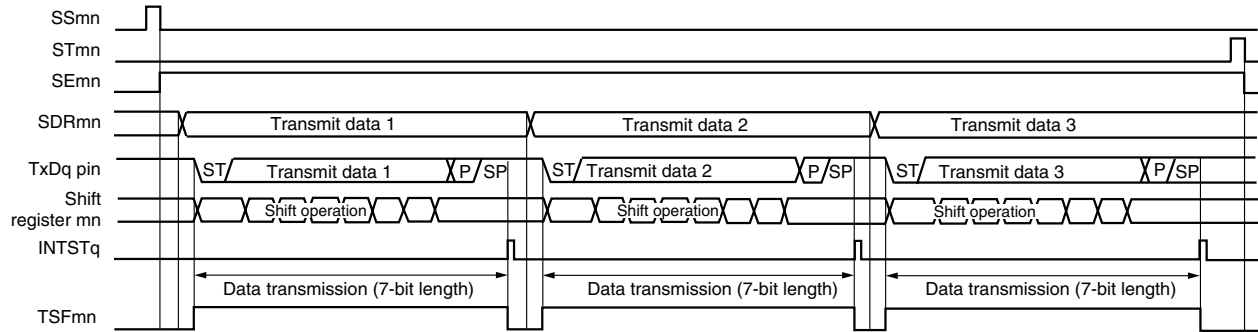 SSmn
STmn
SEmn
SDRmn Transmit data 1 Transmit data 2 Transmit data 3
TxDq pin ST Transmit data 1 P SP ST Transmit data 2 P SP ST Transmit data 3 P SP
Shift
register mn Shift operation Shift operation Shift operation
INTSTq
Data transmission (7-bit length) Data transmission (7-bit length) Data transmission (7-bit length)
TSFmn